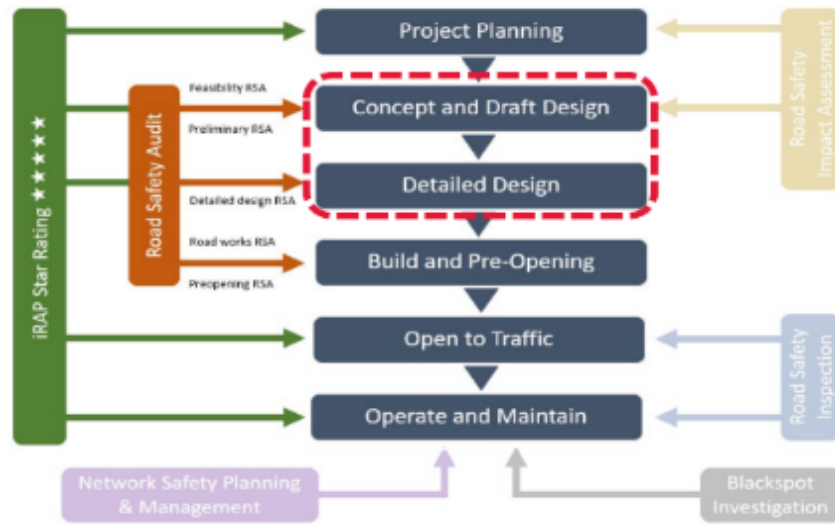 Project Planning
Feasibility RSA
Concept and Draft Design
Preliminary RSA
Detailed Design
Detailed design RSA
Road works RSA
Build and Pre-Opening
Preopening RSA
Open to Traffic
Operate and Maintain
iRAP Star Rating ★★★★★
Road Safety Audit
Road Safety
Impact Assessment
Road Safety
Inspection
Network Safety Planning
& Management
Blackspot
Investigation